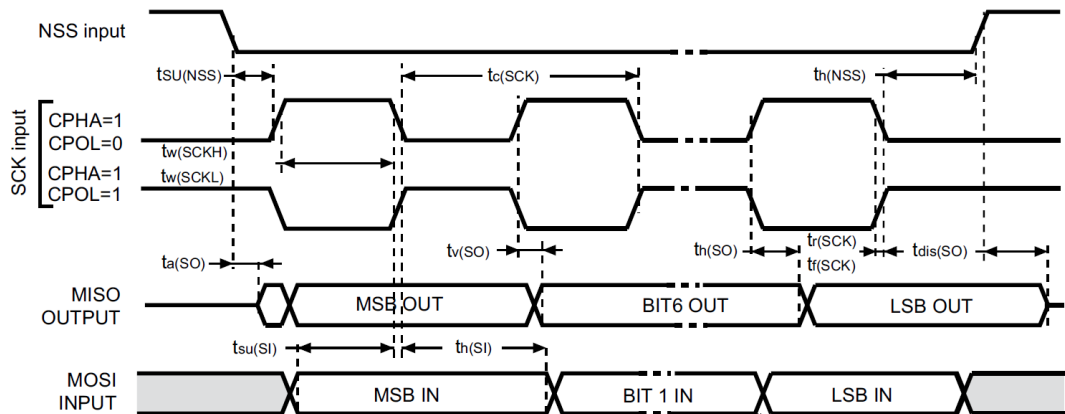 NSS input
tSU(NSS)
tc(SCK)
th(NSS)
SCK input
CPHA=1
CPOL=0
tw(SCKH)
CPHA=1
tw(SCKL)
CPOL=1
ta(SO)
tv(SO)
th(SO)
tr(SCK)
tf(SCK)
tdis(SO)
MISO
OUTPUT
MSB OUT
BIT6 OUT
LSB OUT
tsu(SI)
th(SI)
MOSI
INPUT
MSB IN
BIT 1 IN
LSB IN